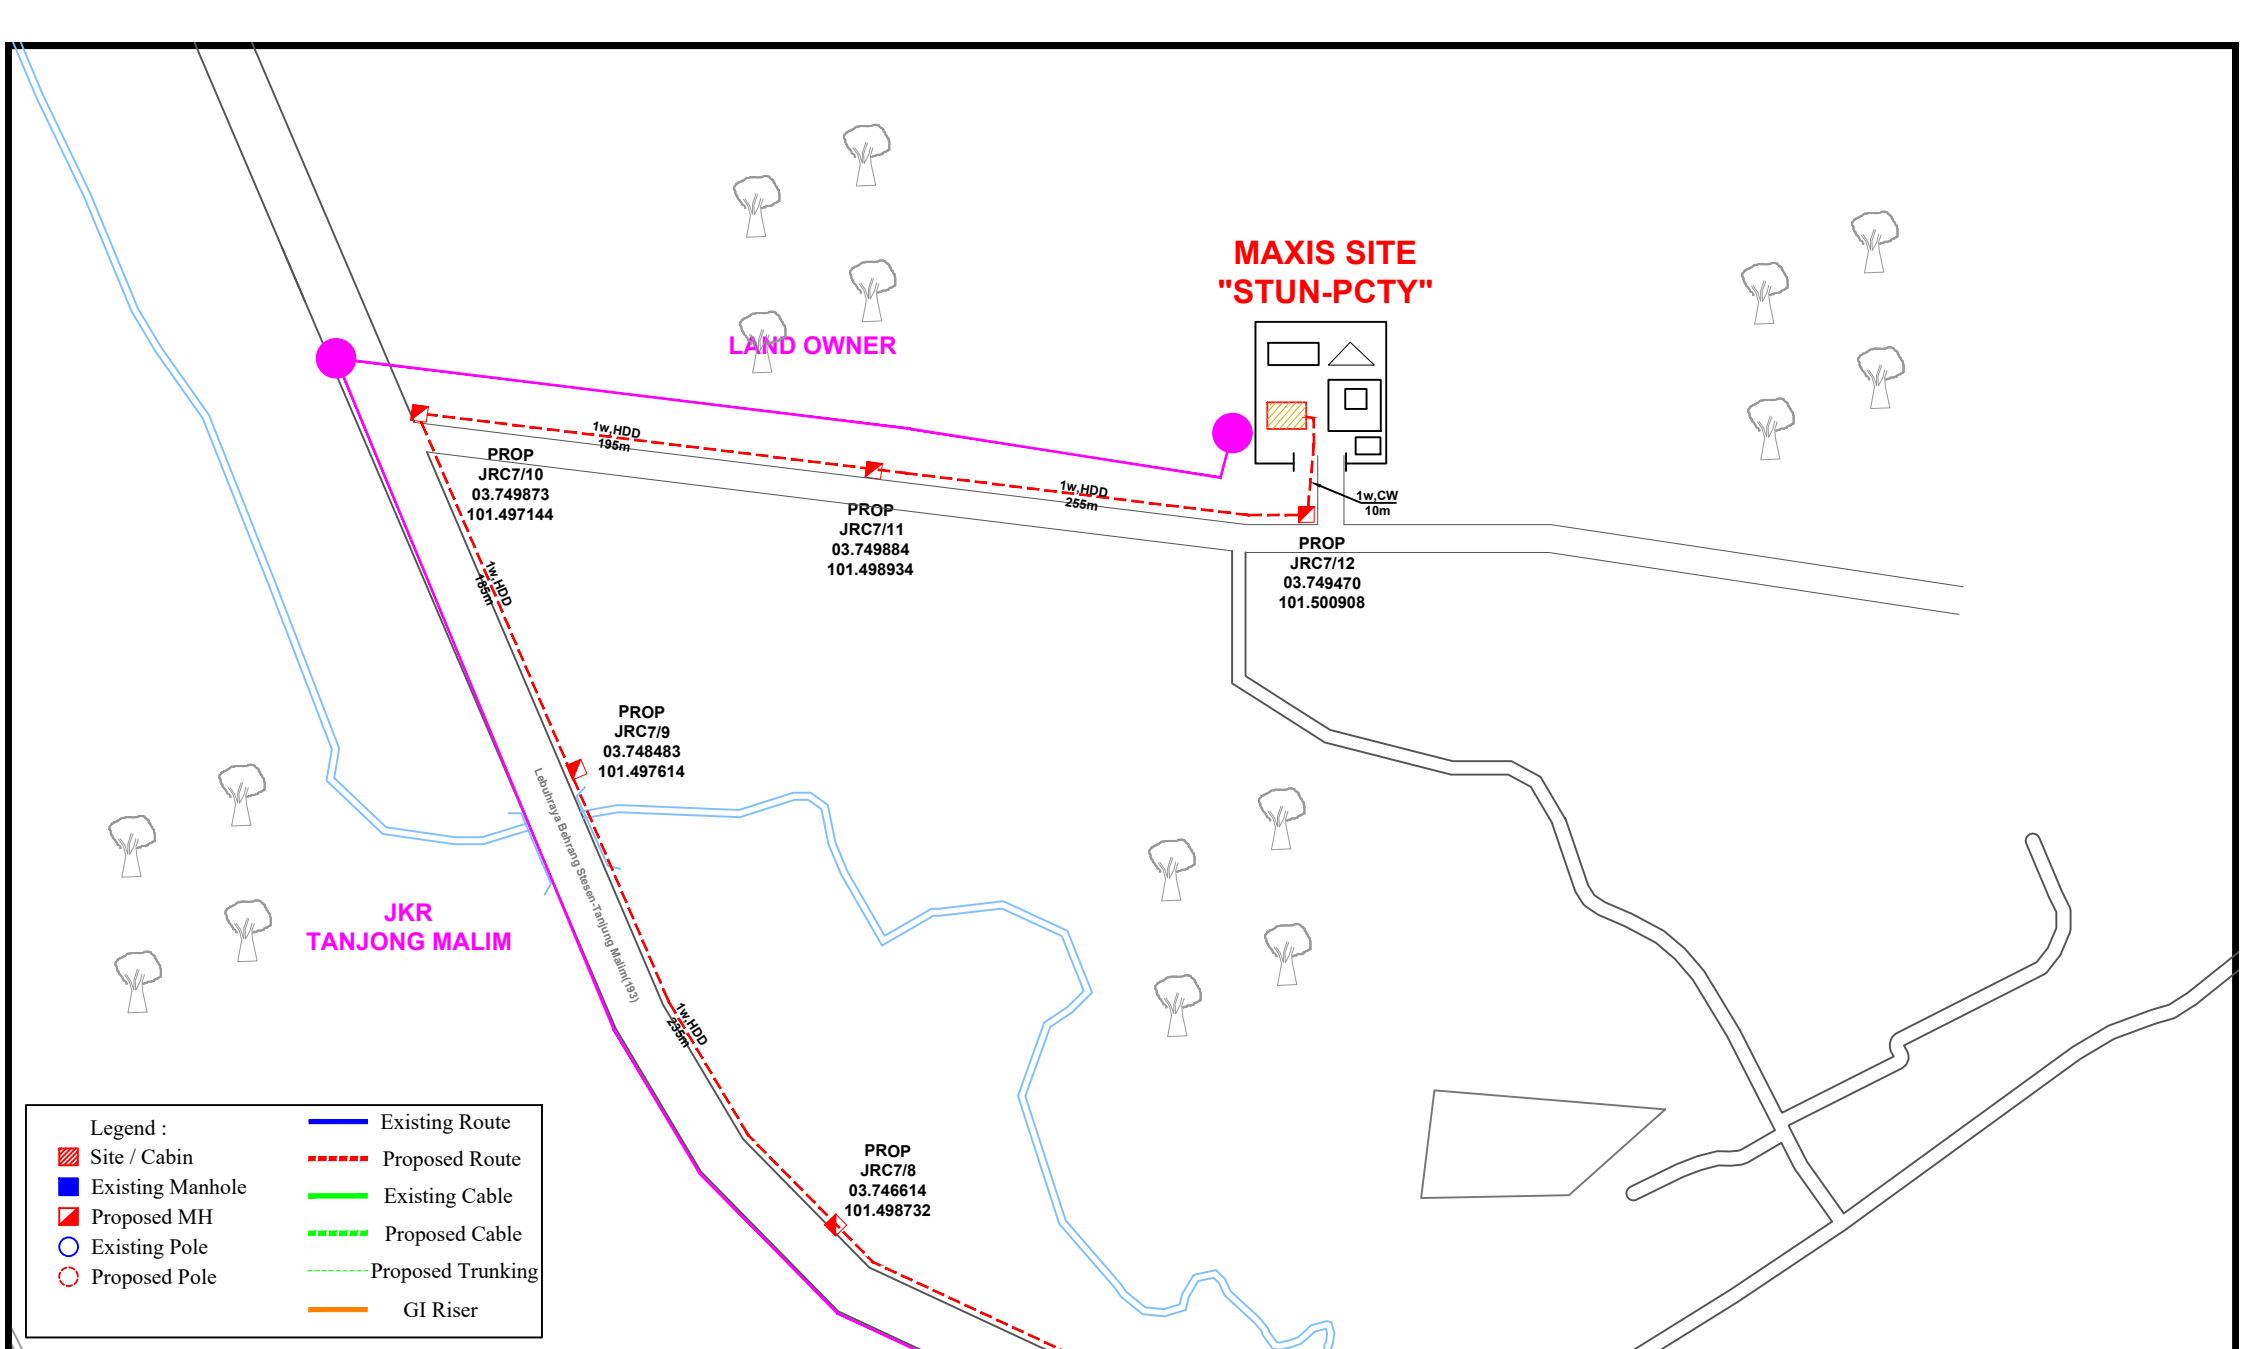 MAXIS SITE
"STUN-PCTY"
LAND OWNER
1w,HDD
195m
PROP
JRC7/10
03.749873
101.497144
1w,HDD
255m
1w,CW
10m
PROP
JRC7/11
03.749884
101.498934
PROP
JRC7/12
03.749470
101.500908
1w,HDD
185m
PROP
JRC7/9
03.748483
101.497614
Lebuhraya Behrang Stesen-Tanjung Malim(193)
JKR
TANJONG MALIM
1w,HDD
235m
PROP
JRC7/8
03.746614
101.498732
Legend :
Site / Cabin
Existing Manhole
Proposed MH
Existing Pole
Proposed Pole
Existing Route
Proposed Route
Existing Cable
Proposed Cable
Proposed Trunking
GI Riser